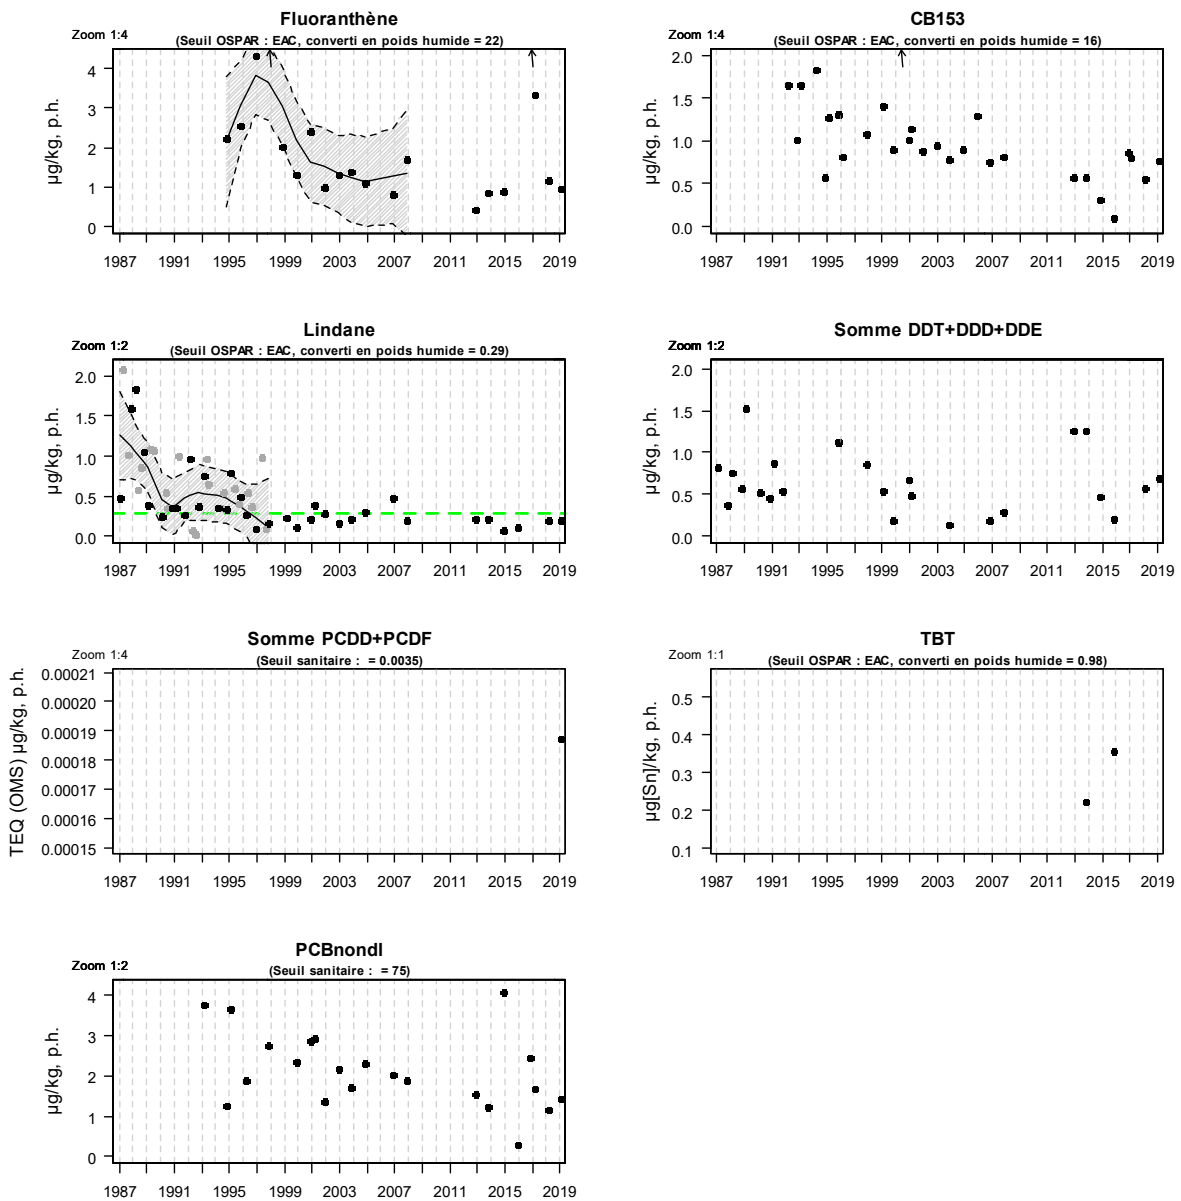 Fluoranthène
Zoom 1:4
(Seuil OSPAR : EAC, converti en poids humide = 22)
µg/kg, p.h.
4
3
2
1
0
1987 1991 1995 1999 2003 2007 2011 2015 2019
CB153
Zoom 1:4
(Seuil OSPAR : EAC, converti en poids humide = 16)
µg/kg, p.h.
2.0
1.5
1.0
0.5
0.0
1987 1991 1995 1999 2003 2007 2011 2015 2019
Lindane
Zoom 1:2
(Seuil OSPAR : EAC, converti en poids humide = 0.29)
µg/kg, p.h.
2.0
1.5
1.0
0.5
0.0
1987 1991 1995 1999 2003 2007 2011 2015 2019
Somme DDT+DDD+DDE
Zoom 1:2
µg/kg, p.h.
2.0
1.5
1.0
0.5
0.0
1987 1991 1995 1999 2003 2007 2011 2015 2019
Somme PCDD+PCDF
Zoom 1:4
(Seuil sanitaire : = 0.0035)
TEQ (OMS) µg/kg, p.h.
0.00021
0.00020
0.00019
0.00018
0.00017
0.00016
0.00015
1987 1991 1995 1999 2003 2007 2011 2015 2019
TBT
Zoom 1:1
(Seuil OSPAR : EAC, converti en poids humide = 0.98)
µg[Sn]/kg, p.h.
0.5
0.4
0.3
0.2
0.1
1987 1991 1995 1999 2003 2007 2011 2015 2019
PCBnondl
Zoom 1:2
(Seuil sanitaire : = 75)
µg/kg, p.h.
4
3
2
1
0
1987 1991 1995 1999 2003 2007 2011 2015 2019